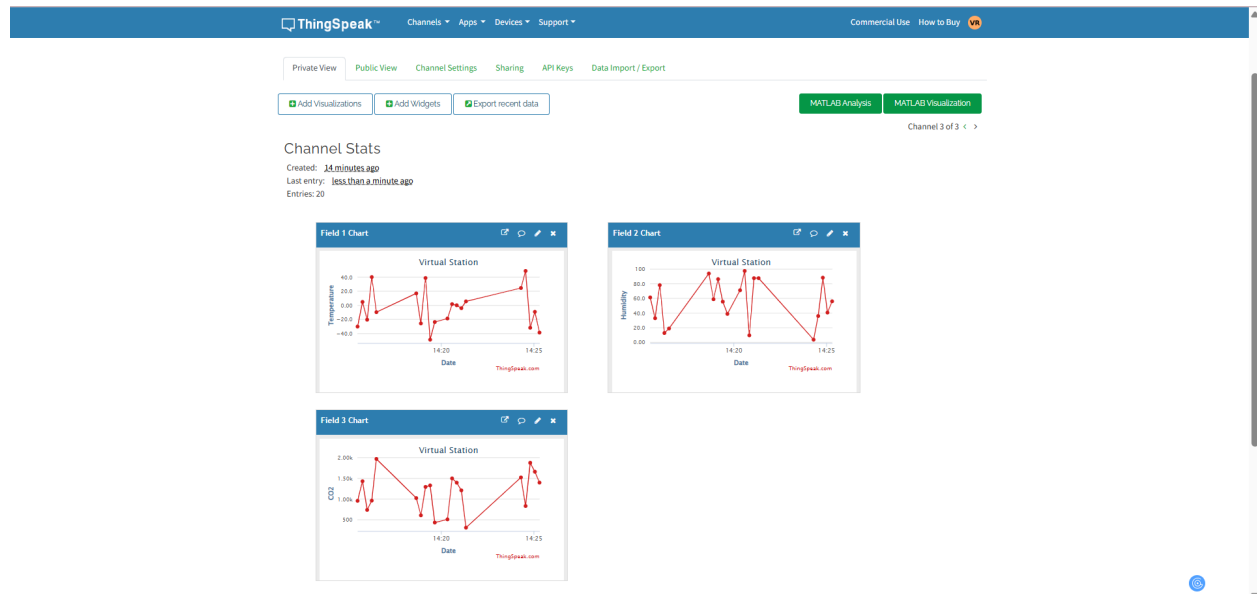 ThingSpeak™ Channels Apps Devices Support Commercial Use How to Buy VR
Private View Public View Channel Settings Sharing API Keys Data Import / Export
Add Visualizations Add Widgets Export recent data MATLAB Analysis MATLAB Visualization
Channel 3 of 3 < >
Channel Stats
Created: 14 minutes ago
Last entry: less than a minute ago
Entries: 20
Field 1 Chart
Virtual Station
Temperature
40.0
20.0
0.00
−20.0
−40.0
14:20 14:25
Date
ThingSpeak.com
Field 2 Chart
Virtual Station
Humidity
100
80.0
60.0
40.0
20.0
0.00
14:20 14:25
Date
ThingSpeak.com
Field 3 Chart
Virtual Station
CO2
2.00k
1.50k
1.00k
500
14:20 14:25
Date
ThingSpeak.com